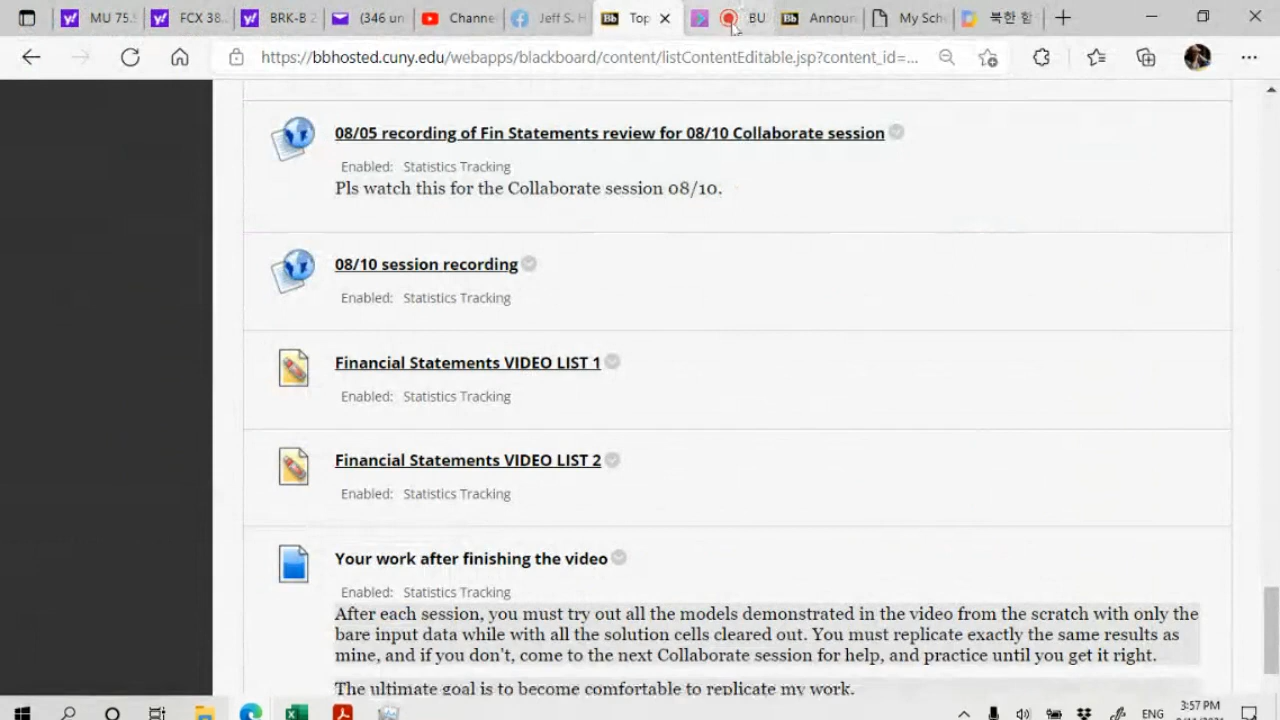 MU 75.
FCX 38.
BRK-B 2
(346 un
Channe
Jeff S. H
Bb Top
BU
Bb Annour
My Sch
북한 함
https://bbhosted.cuny.edu/webapps/blackboard/content/listContentEditable.jsp?content_id=...
08/05 recording of Fin Statements review for 08/10 Collaborate session
Enabled: Statistics Tracking
Pls watch this for the Collaborate session 08/10.
08/10 session recording
Enabled: Statistics Tracking
Financial Statements VIDEO LIST 1
Enabled: Statistics Tracking
Financial Statements VIDEO LIST 2
Enabled: Statistics Tracking
Your work after finishing the video
Enabled: Statistics Tracking
After each session, you must try out all the models demonstrated in the video from the scratch with only the
bare input data while with all the solution cells cleared out. You must replicate exactly the same results as
mine, and if you don't, come to the next Collaborate session for help, and practice until you get it right.
The ultimate goal is to become comfortable to replicate my work.
ENG
3:57 PM